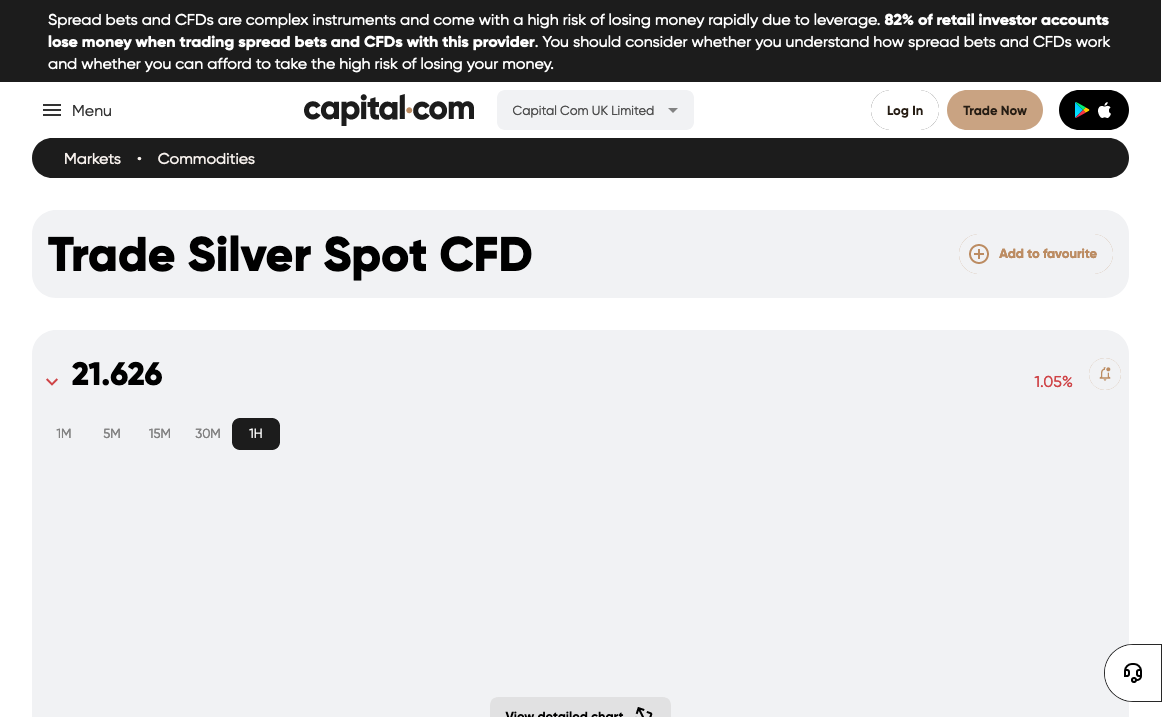 Spread bets and CFDs are complex instruments and come with a high risk of losing money rapidly due to leverage. 82% of retail investor accounts
lose money when trading spread bets and CFDs with this provider. You should consider whether you understand how spread bets and CFDs work
and whether you can afford to take the high risk of losing your money.
Menu
capital.com
Capital Com UK Limited
Log In
Trade Now
Markets • Commodities
Trade Silver Spot CFD
Add to favourite
21.626
1.05%
1M 5M 15M 30M 1H
View detailed chart